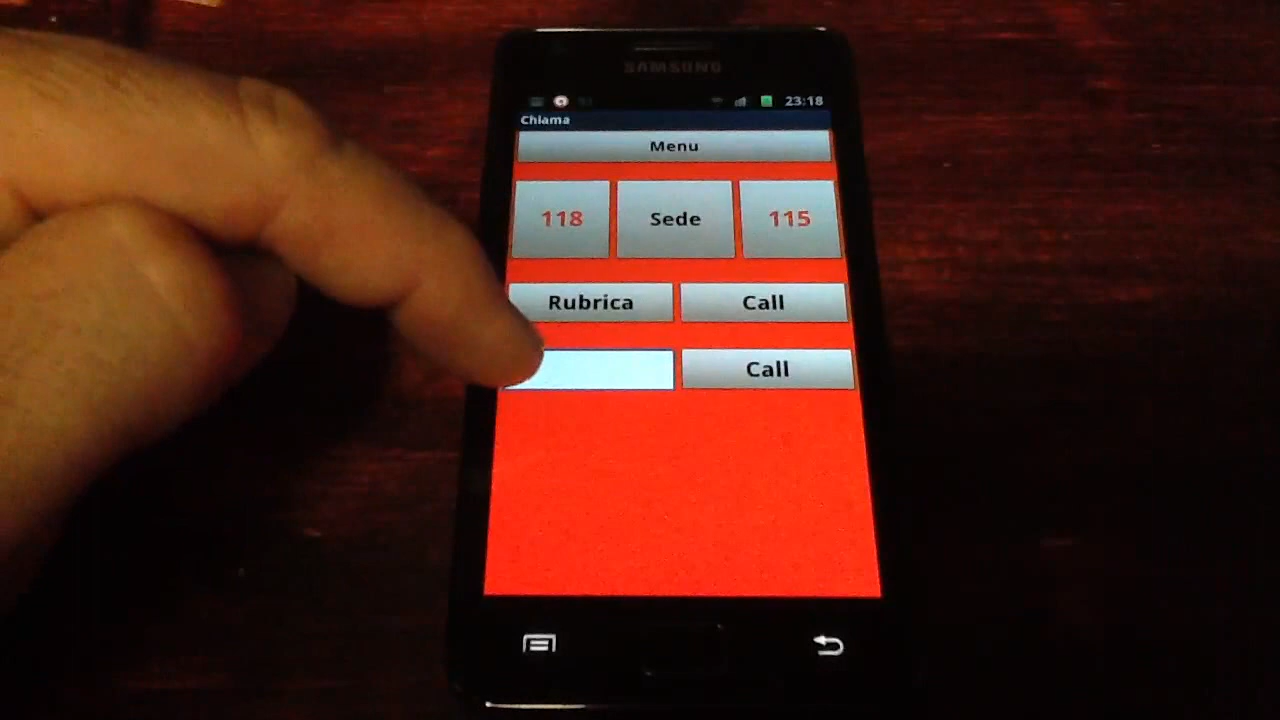 SAMSUNG
23:18
Chiama
Menu
118 Sede 115
Rubrica Call
Call